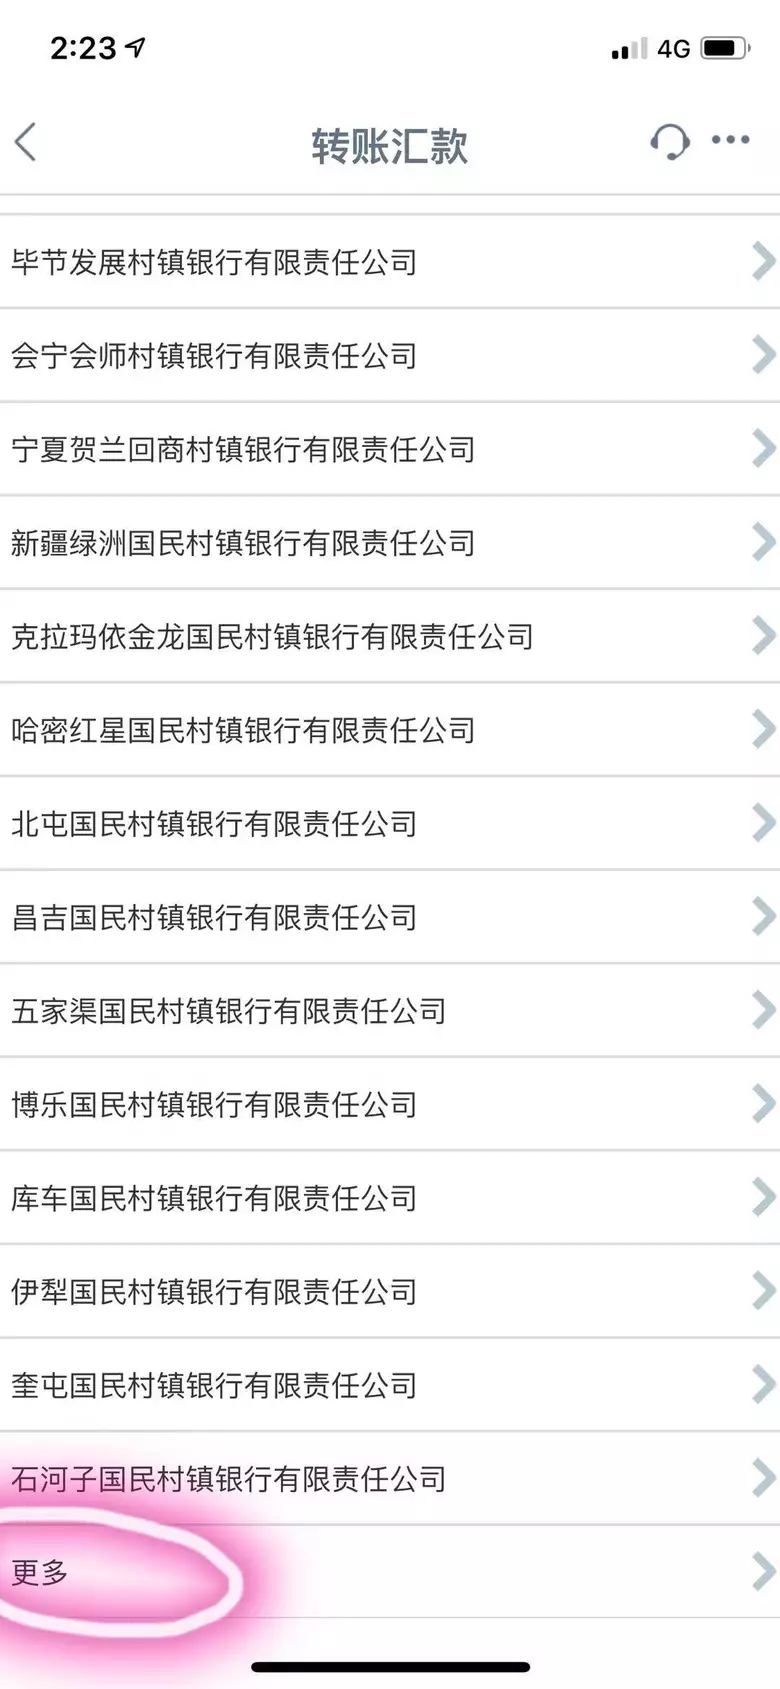 2:23
4G
转账汇款
毕节发展村镇银行有限责任公司
会宁会师村镇银行有限责任公司
宁夏贺兰回商村镇银行有限责任公司
新疆绿洲国民村镇银行有限责任公司
克拉玛依金龙国民村镇银行有限责任公司
哈密红星国民村镇银行有限责任公司
北屯国民村镇银行有限责任公司
昌吉国民村镇银行有限责任公司
五家渠国民村镇银行有限责任公司
博乐国民村镇银行有限责任公司
库车国民村镇银行有限责任公司
伊犁国民村镇银行有限责任公司
奎屯国民村镇银行有限责任公司
石河子国民村镇银行有限责任公司
更多